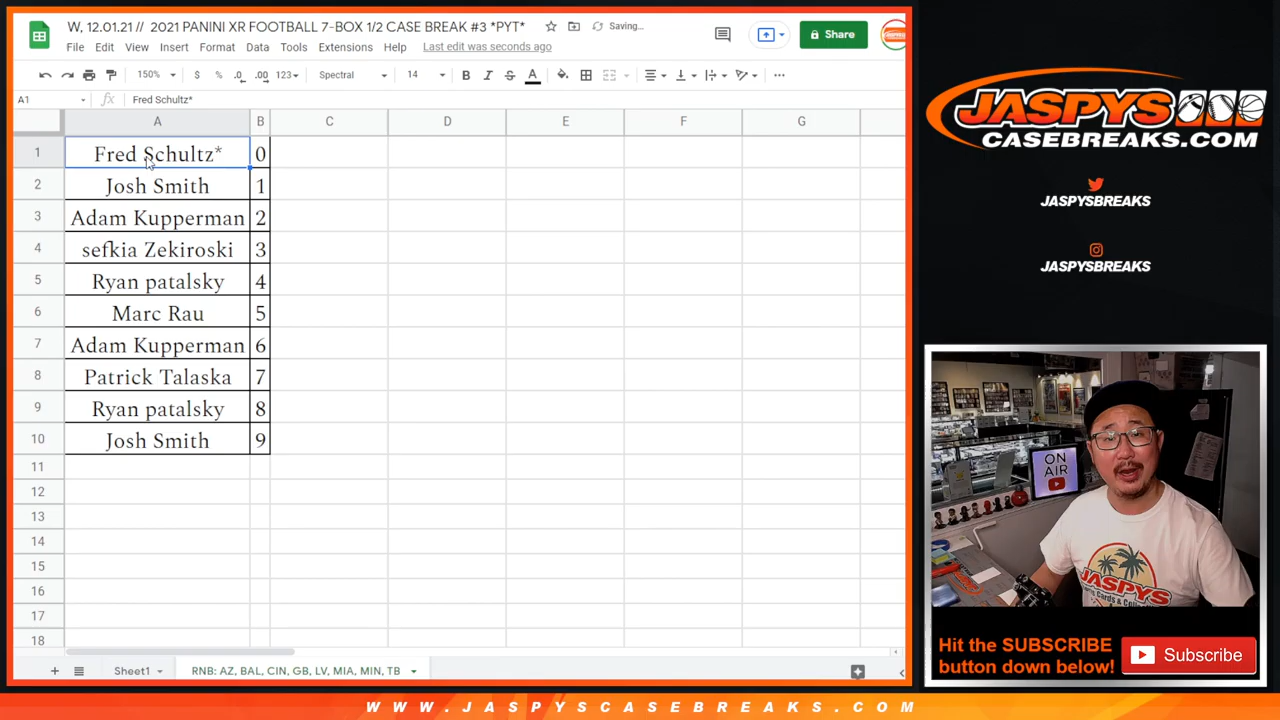 W, 12.01.21 // 2021 PANINI XR FOOTBALL 7-BOX 1/2 CASE BREAK #3 *PYT*
Saving...
File Edit View Insert Format Data Tools Extensions Help Last edit was seconds ago
Share
150% $ % .0 .00 123 Spectral 14 B I S A
A1 fx Fred Schultz*
A B C D E F G
1 Fred Schultz* 0
2 Josh Smith 1
3 Adam Kupperman 2
4 sefkia Zekiroski 3
5 Ryan patalsky 4
6 Marc Rau 5
7 Adam Kupperman 6
8 Patrick Talaska 7
9 Ryan patalsky 8
10 Josh Smith 9
11
12
13
14
15
16
17
18
Sheet1 RNB: AZ, BAL, CIN, GB, LV, MIA, MIN, TB
JASPYS
CASEBREAKS.COM
JASPYSBREAKS
JASPYSBREAKS
ON
AIR
JASPYS
Hit the SUBSCRIBE
button down below!
Subscribe
WWW.JASPYSCASEBREAKS.COM